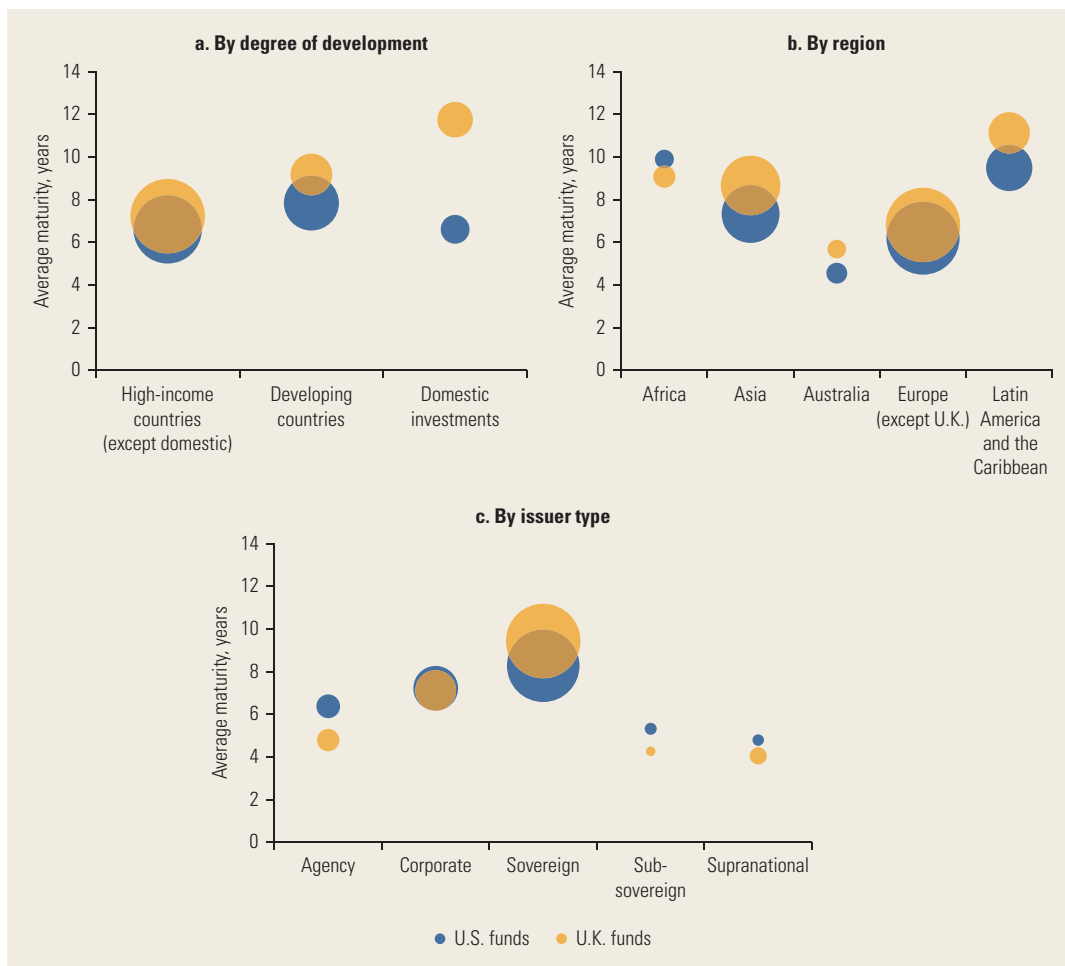 a. By degree of development
Average maturity, years
14
12
10
8
6
4
2
0
High-income
countries
(except domestic)
Developing
countries
Domestic
investments
b. By region
Average maturity, years
14
12
10
8
6
4
2
0
Africa
Asia
Australia
Europe
(except U.K.)
Latin
America
and the
Caribbean
c. By issuer type
Average maturity, years
14
12
10
8
6
4
2
0
Agency
Corporate
Sovereign
Sub-
sovereign
Supranational
U.S. funds
U.K. funds